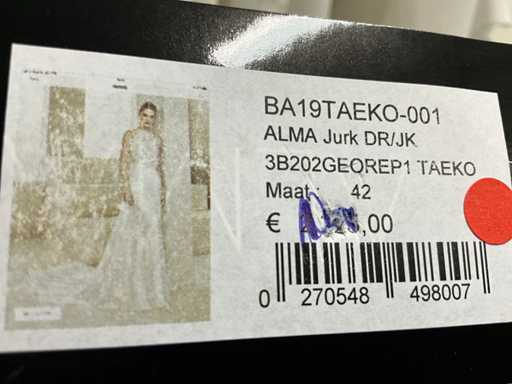 BA19TAEKO-001
ALMA Jurk DR/JK
3B202GEOREP1 TAEKO
Maat: 42
€ ,00
0 270548 498007